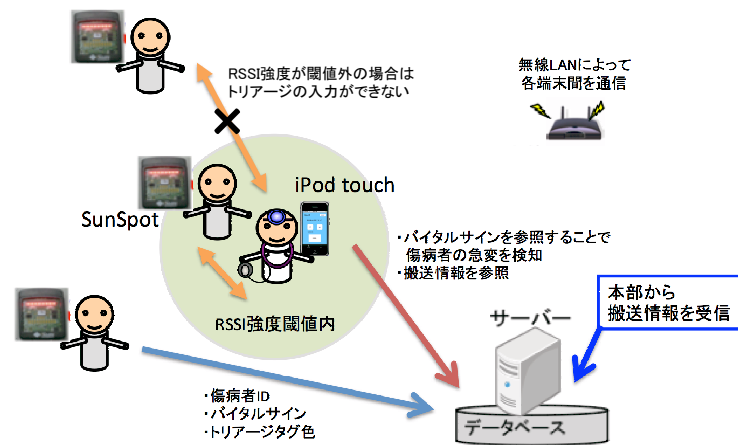 RSSI強度が閾値外の場合は
トリアージの入力ができない
無線LANによって
各端末間を通信
iPod touch
SunSpot
・バイタルサインを参照することで
傷病者の急変を検知
・搬送情報を参照
RSSI強度閾値内
本部から
搬送情報を受信
サーバー
・傷病者ID
・バイタルサイン
・トリアージタグ色
データベース